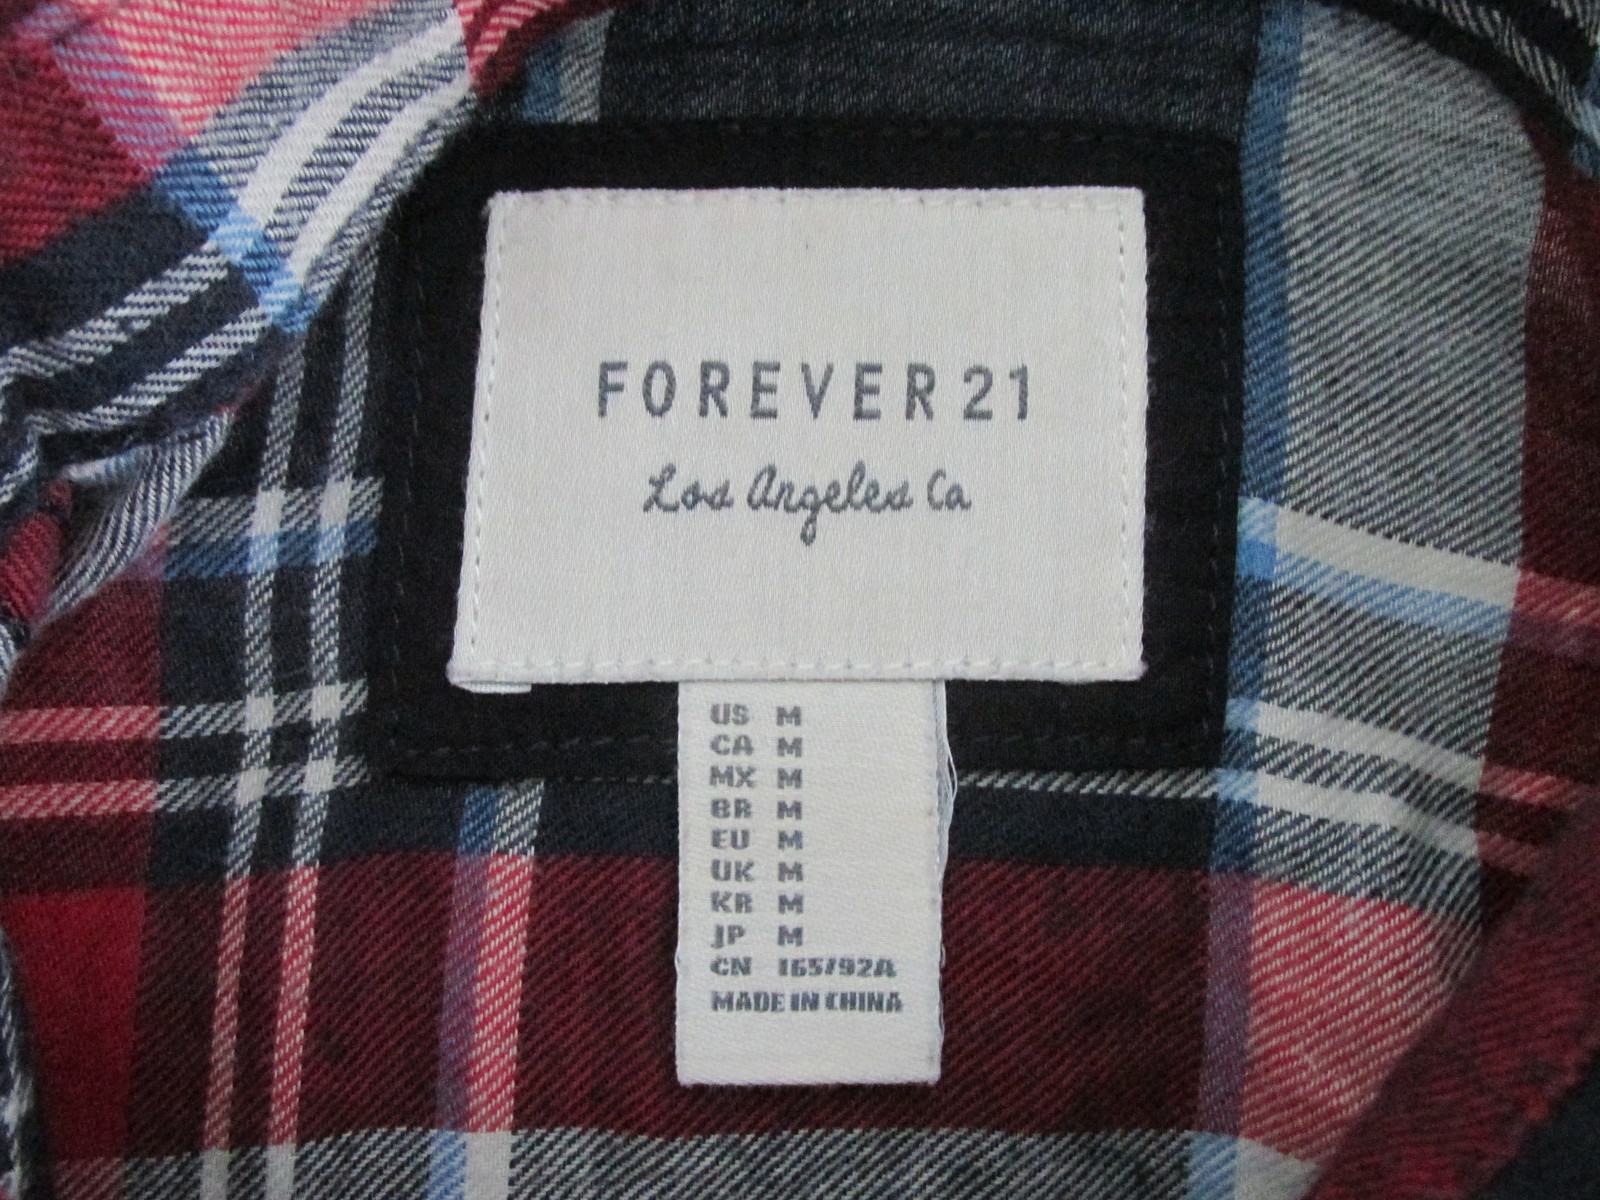 FOREVER 21
Los Angeles Ca
US M
CA M
MX M
BR M
EU M
UK M
KR M
JP M
CN 165/92A
MADE IN CHINA